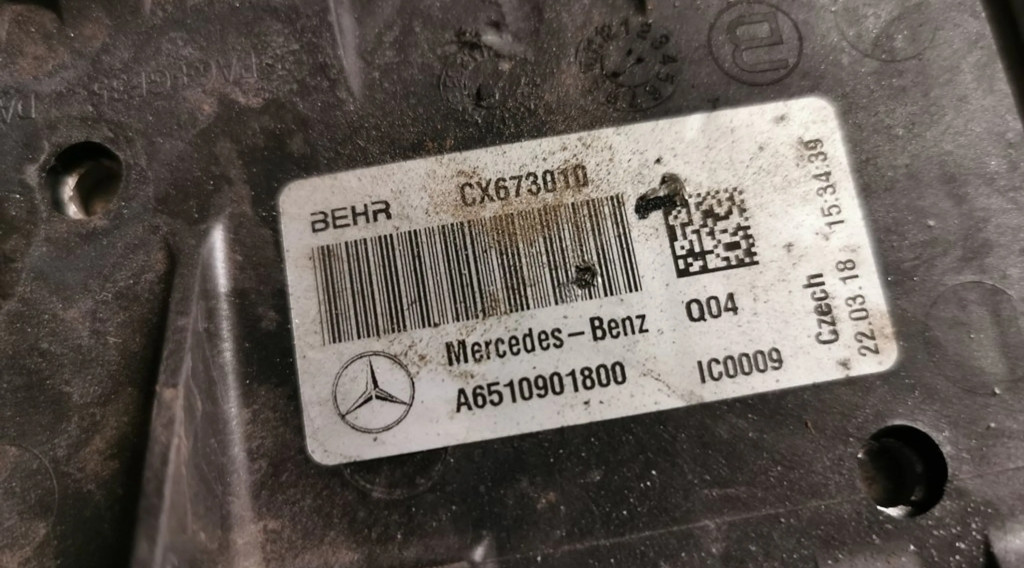 BEHR CX673010
Mercedes-Benz Q04
A6510901800 IC0009
Czech
22.03.18 15:34:39